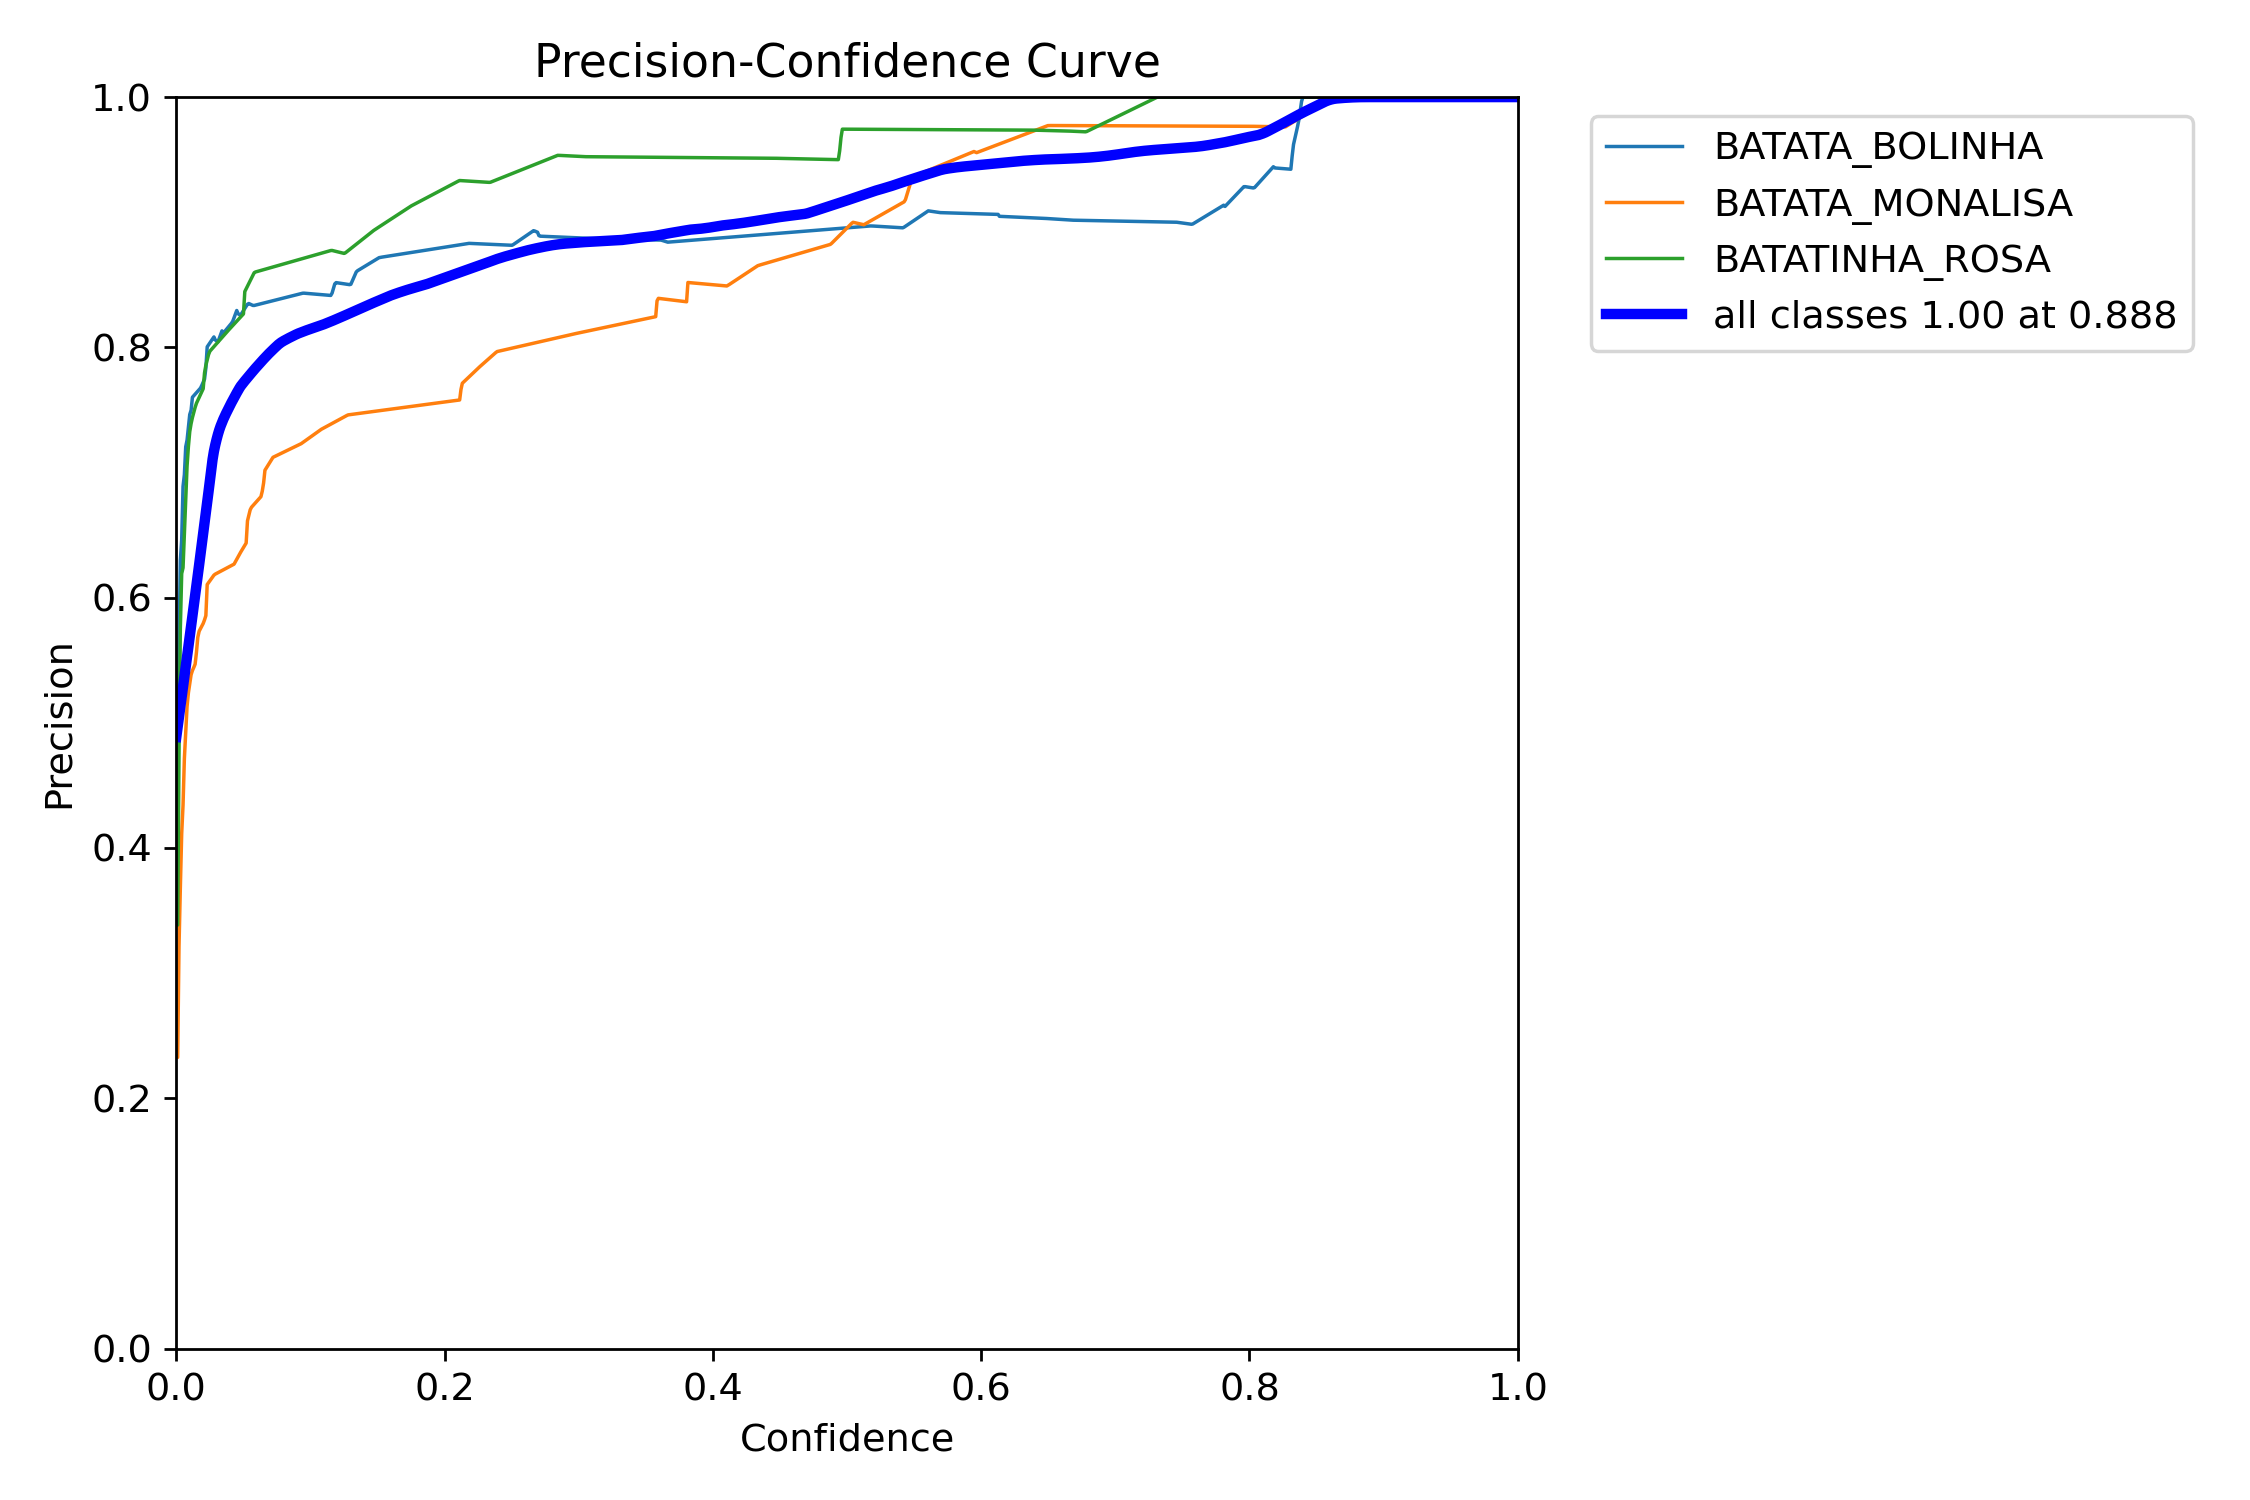 Precision-Confidence Curve
1.0
0.8
0.6
0.4
0.2
0.0
Precision
0.0 0.2 0.4 0.6 0.8 1.0
Confidence
BATATA_BOLINHA
BATATA_MONALISA
BATATINHA_ROSA
all classes 1.00 at 0.888